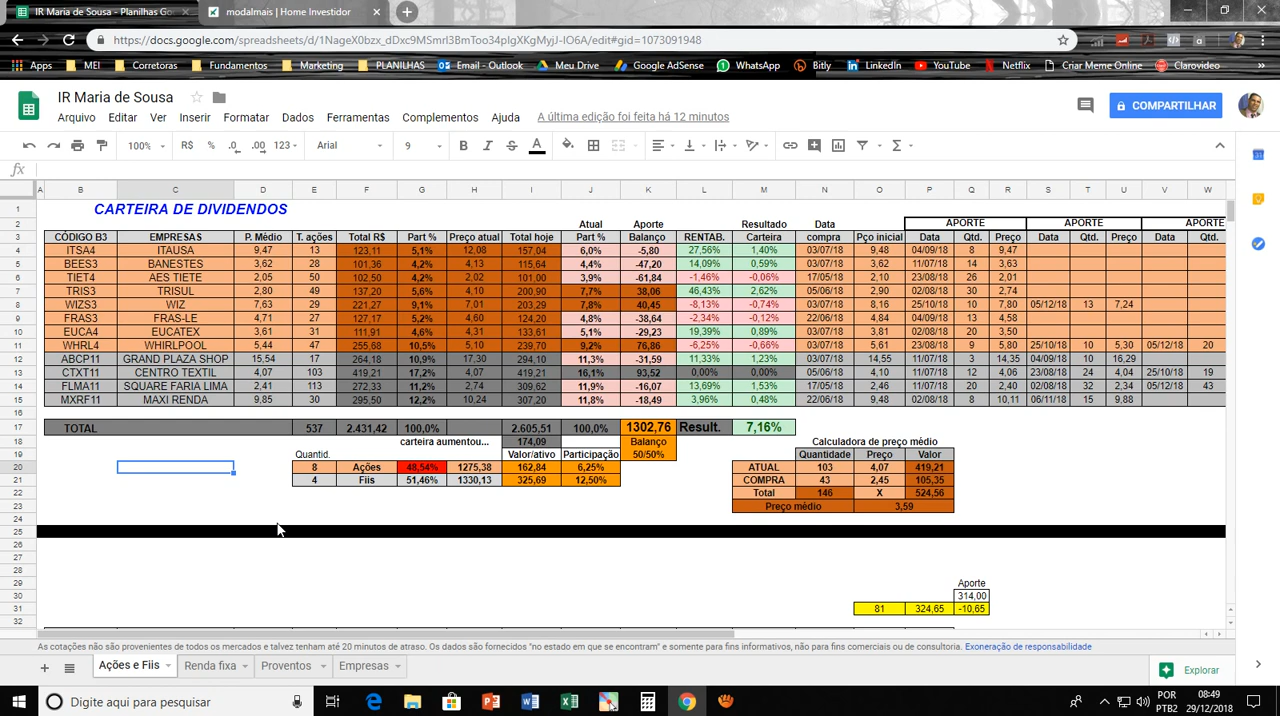 IR Maria de Sousa - Planilhas Go
modalmais | Home Investidor
https://docs.google.com/spreadsheets/d/1NageX0bzx_dDxc9MSmrl3BmToo34pIgXKgMyjJ-IO6A/edit#gid=1073091948
Apps MEI Corretoras Fundamentos Marketing PLANILHAS Email - Outlook Meu Drive Google AdSense WhatsApp Bitly LinkedIn YouTube Netflix Criar Meme Online Clarovideo »
IR Maria de Sousa
COMPARTILHAR
Arquivo Editar Ver Inserir Formatar Dados Ferramentas Complementos Ajuda A última edição foi feita há 12 minutos
100% R$ % .0 .00 123 Arial 9 B I S A Σ
fx
A B C D E F G H I J K L M N O P Q R S T U V W
1 CARTEIRA DE DIVIDENDOS
2 Atual Aporte Resultado Data APORTE APORTE APORTE
3 CÓDIGO B3 EMPRESAS P. Médio T. ações Total R$ Part % Preço atual Total hoje Part % Balanço RENTAB. Carteira compra Pço inicial Data Qtd. Preço Data Qtd. Preço Data Qtd.
4 ITSA4 ITAUSA 9,47 13 123,11 5,1% 12,08 157,04 6,0% -5,80 27,56% 1,40% 03/07/18 9,48 04/09/18 8 9,47
5 BEES3 BANESTES 3,62 28 101,36 4,2% 4,13 115,64 4,4% -47,20 14,09% 0,59% 03/07/18 3,62 11/07/18 14 3,63
6 TIET4 AES TIETE 2,05 50 102,50 4,2% 2,02 101,00 3,9% -61,84 -1,46% -0,06% 17/05/18 2,10 23/08/18 26 2,01
7 TRIS3 TRISUL 2,80 49 137,20 5,6% 4,10 200,90 7,7% 38,06 46,43% 2,62% 05/06/18 2,90 02/08/18 30 2,74
8 WIZS3 WIZ 7,63 29 221,27 9,1% 7,01 203,29 7,8% 40,45 -8,13% -0,74% 03/07/18 8,16 25/10/18 10 7,80 05/12/18 13 7,24
9 FRAS3 FRAS-LE 4,71 27 127,17 5,2% 4,60 124,20 4,8% -38,64 -2,34% -0,12% 22/06/18 4,84 04/09/18 13 4,58
10 EUCA4 EUCATEX 3,61 31 111,91 4,6% 4,31 133,61 5,1% -29,23 19,39% 0,89% 03/07/18 3,81 02/08/18 20 3,50
11 WHRL4 WHIRLPOOL 5,44 47 255,68 10,5% 5,10 239,70 9,2% 76,86 -6,25% -0,66% 03/07/18 5,61 23/08/18 9 5,80 25/10/18 10 5,30 05/12/18 20
12 ABCP11 GRAND PLAZA SHOP 15,54 17 264,18 10,9% 17,30 294,10 11,3% -31,59 11,33% 1,23% 03/07/18 14,55 11/07/18 3 14,35 04/09/18 10 16,29
13 CTXT11 CENTRO TEXTIL 4,07 103 419,21 17,2% 4,07 419,21 16,1% 93,52 0,00% 0,00% 03/07/18 4,10 11/07/18 12 4,06 23/08/18 24 4,04 25/10/18 19
14 FLMA11 SQUARE FARIA LIMA 2,41 113 272,33 11,2% 2,74 309,62 11,9% -16,07 13,69% 1,53% 17/05/18 2,46 11/07/18 20 2,40 02/08/18 32 2,34 05/12/18 43
15 MXRF11 MAXI RENDA 9,85 30 295,50 12,2% 10,24 307,20 11,8% -18,49 3,96% 0,48% 22/06/18 9,48 02/08/18 8 10,11 06/11/18 15 9,88
16
17 TOTAL 537 2.431,42 100,0% 2.605,51 100,0% 1302,76 Result. 7,16%
18 carteira aumentou... 174,09 Balanço Calculadora de preço médio
19 Quantid. Valor/ativo Participação 50/50% Quantidade Preço Valor
20 8 Ações 48,54% 1275,38 162,84 6,25% ATUAL 103 4,07 419,21
21 4 Fiis 51,46% 1330,13 325,69 12,50% COMPRA 43 2,45 105,35
22 Total 146 X 524,56
23 Preço médio 3,59
24
25
26
27
28
29 Aporte
30 314,00
31 81 324,65 -10,65
32
As cotações não são provenientes de todos os mercados e talvez tenham até 20 minutos de atraso. Os dados são fornecidos "no estado em que se encontram" e somente para fins informativos, não para fins comerciais ou de consultoria. Exoneração de responsabilidade
Ações e Fiis Renda fixa Proventos Empresas Explorar
Digite aqui para pesquisar
POR
PTB2
08:49
29/12/2018